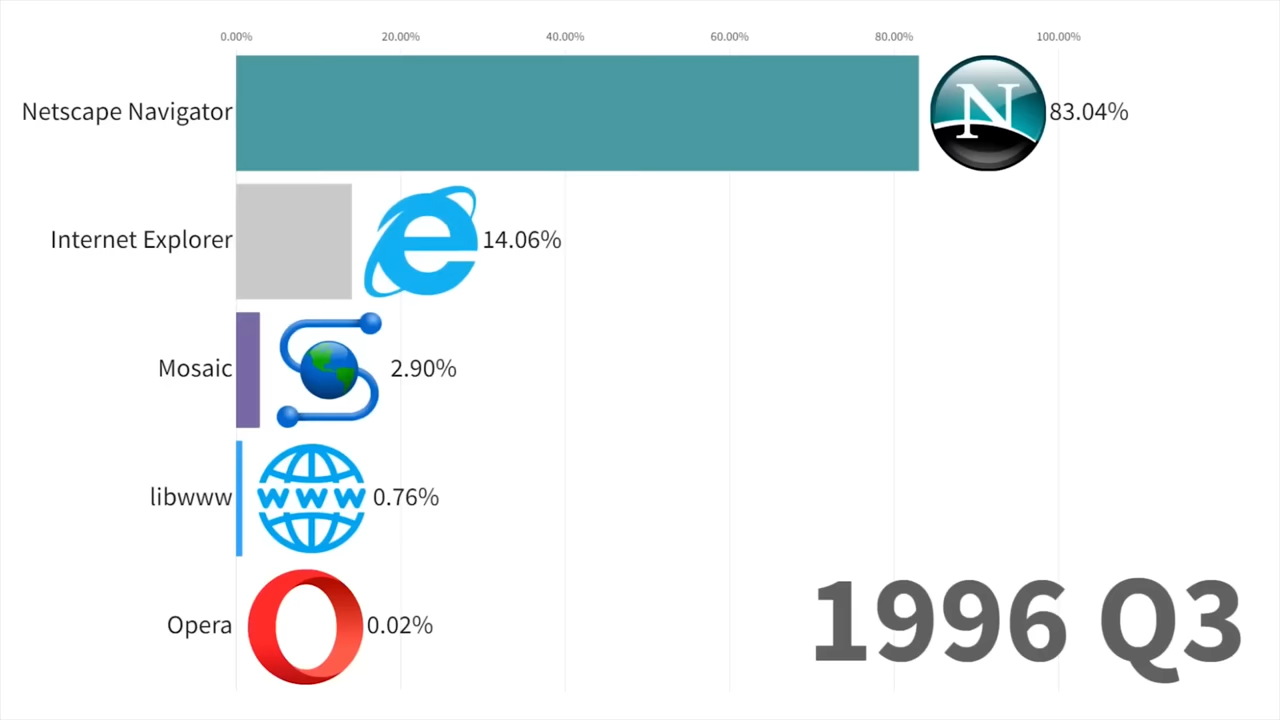 0.00% 20.00% 40.00% 60.00% 80.00% 100.00%
Netscape Navigator N 83.04%
Internet Explorer e 14.06%
Mosaic 2.90%
libwww WWW 0.76%
Opera 0.02%
1996 Q3